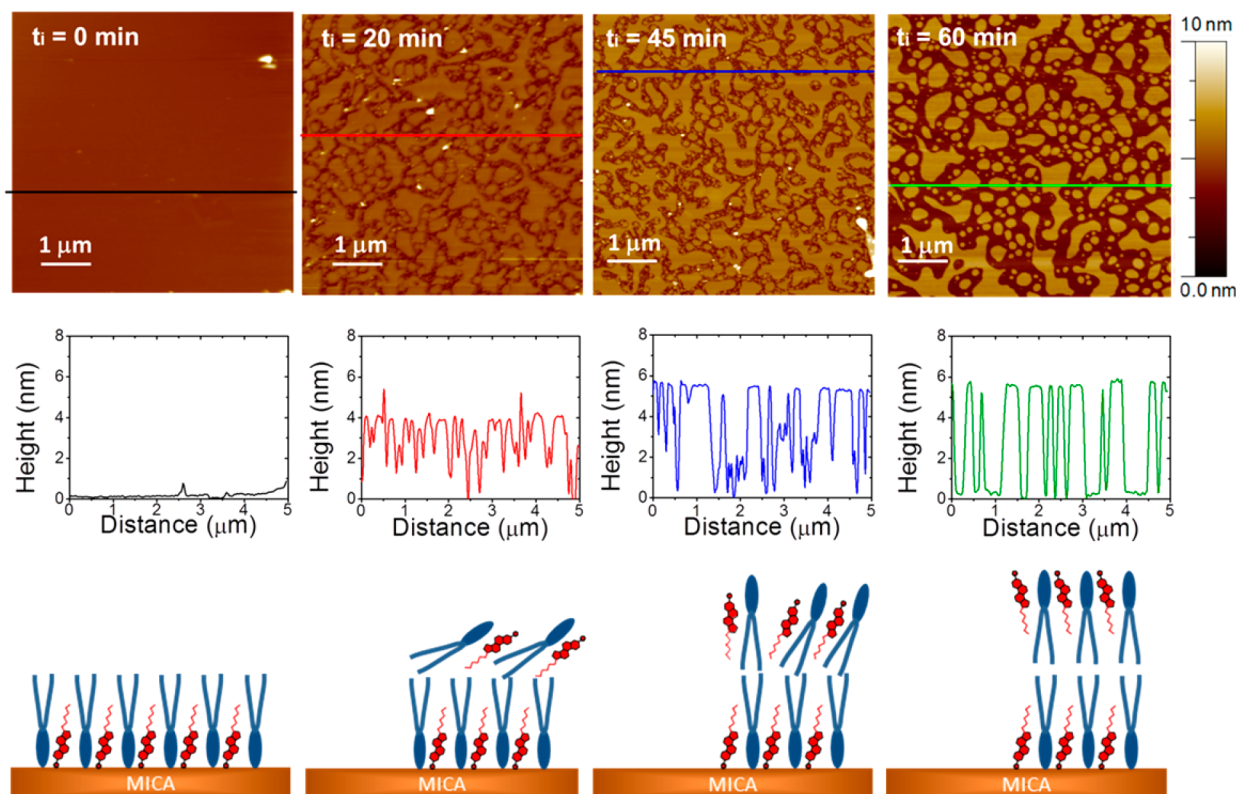 tᵢ = 0 min
tᵢ = 20 min
tᵢ = 45 min
tᵢ = 60 min
10 nm
0.0 nm
1 μm
1 μm
1 μm
1 μm
8
6
4
2
0
Height (nm)
0 1 2 3 4 5
Distance (μm)
8
6
4
2
0
Height (nm)
0 1 2 3 4 5
Distance (μm)
8
6
4
2
0
Height (nm)
0 1 2 3 4 5
Distance (μm)
8
6
4
2
0
Height (nm)
0 1 2 3 4 5
Distance (μm)
MICA
MICA
MICA
MICA